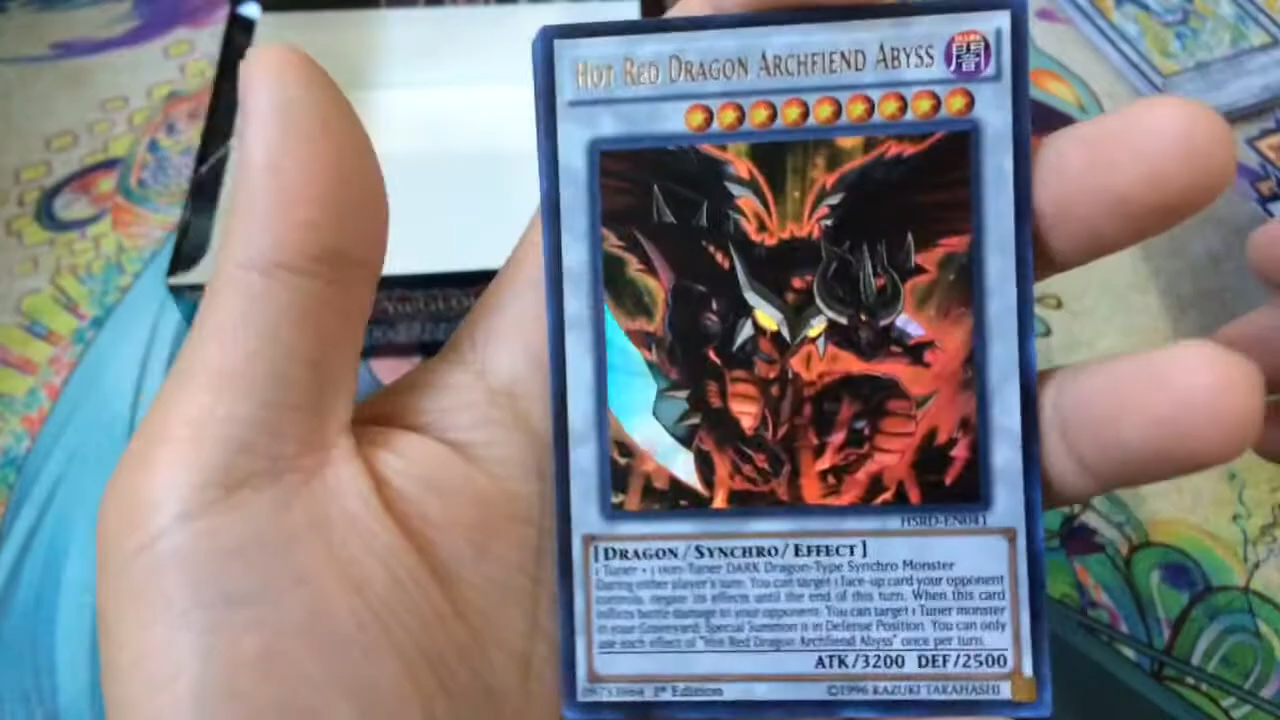 HOT RED DRAGON ARCHFIEND ABYSS
闇
HSRD-EN041
[DRAGON/SYNCHRO/EFFECT]
1 Tuner + 1 non-Tuner DARK Dragon-Type Synchro Monster
During either player's turn: You can target 1 face-up card your opponent
controls; negate its effects until the end of this turn. When this card
inflicts battle damage to your opponent: You can target 1 Tuner monster
in your Graveyard; Special Summon it in Defense Position. You can only
use each effect of "Hot Red Dragon Archfiend Abyss" once per turn.
ATK/3200 DEF/2500
1st Edition
©1996 KAZUKI TAKAHASHI